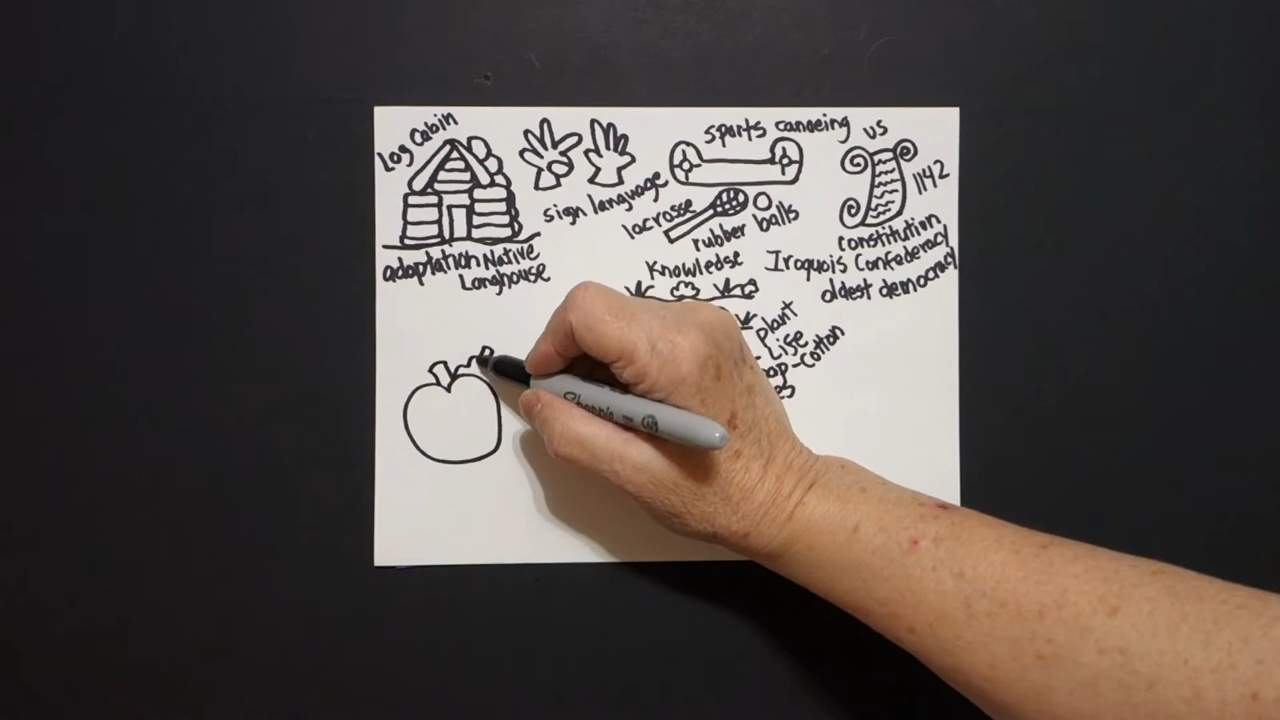 Log Cabin
adaptation Native
Longhouse
sign language
sports canoeing
lacrosse
rubber balls
US
1142
constitution
Iroquois Confederacy
oldest democracy
Knowledge
plant
Life
-cotton
Sharpie